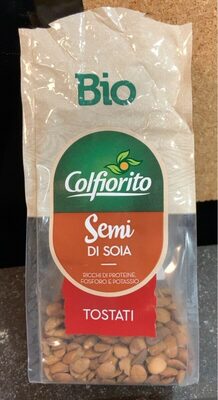 Bio
Colfiorito
Semi
DI SOIA
RICCHI DI PROTEINE,
FOSFORO E POTASSIO
TOSTATI